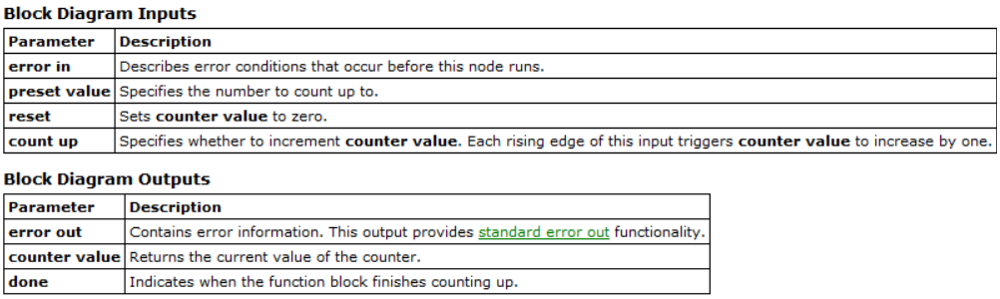 Block Diagram Inputs
Parameter Description
error in Describes error conditions that occur before this node runs.
preset value Specifies the number to count up to.
reset Sets counter value to zero.
count up Specifies whether to increment counter value. Each rising edge of this input triggers counter value to increase by one.
Block Diagram Outputs
Parameter Description
error out Contains error information. This output provides standard error out functionality.
counter value Returns the current value of the counter.
done Indicates when the function block finishes counting up.